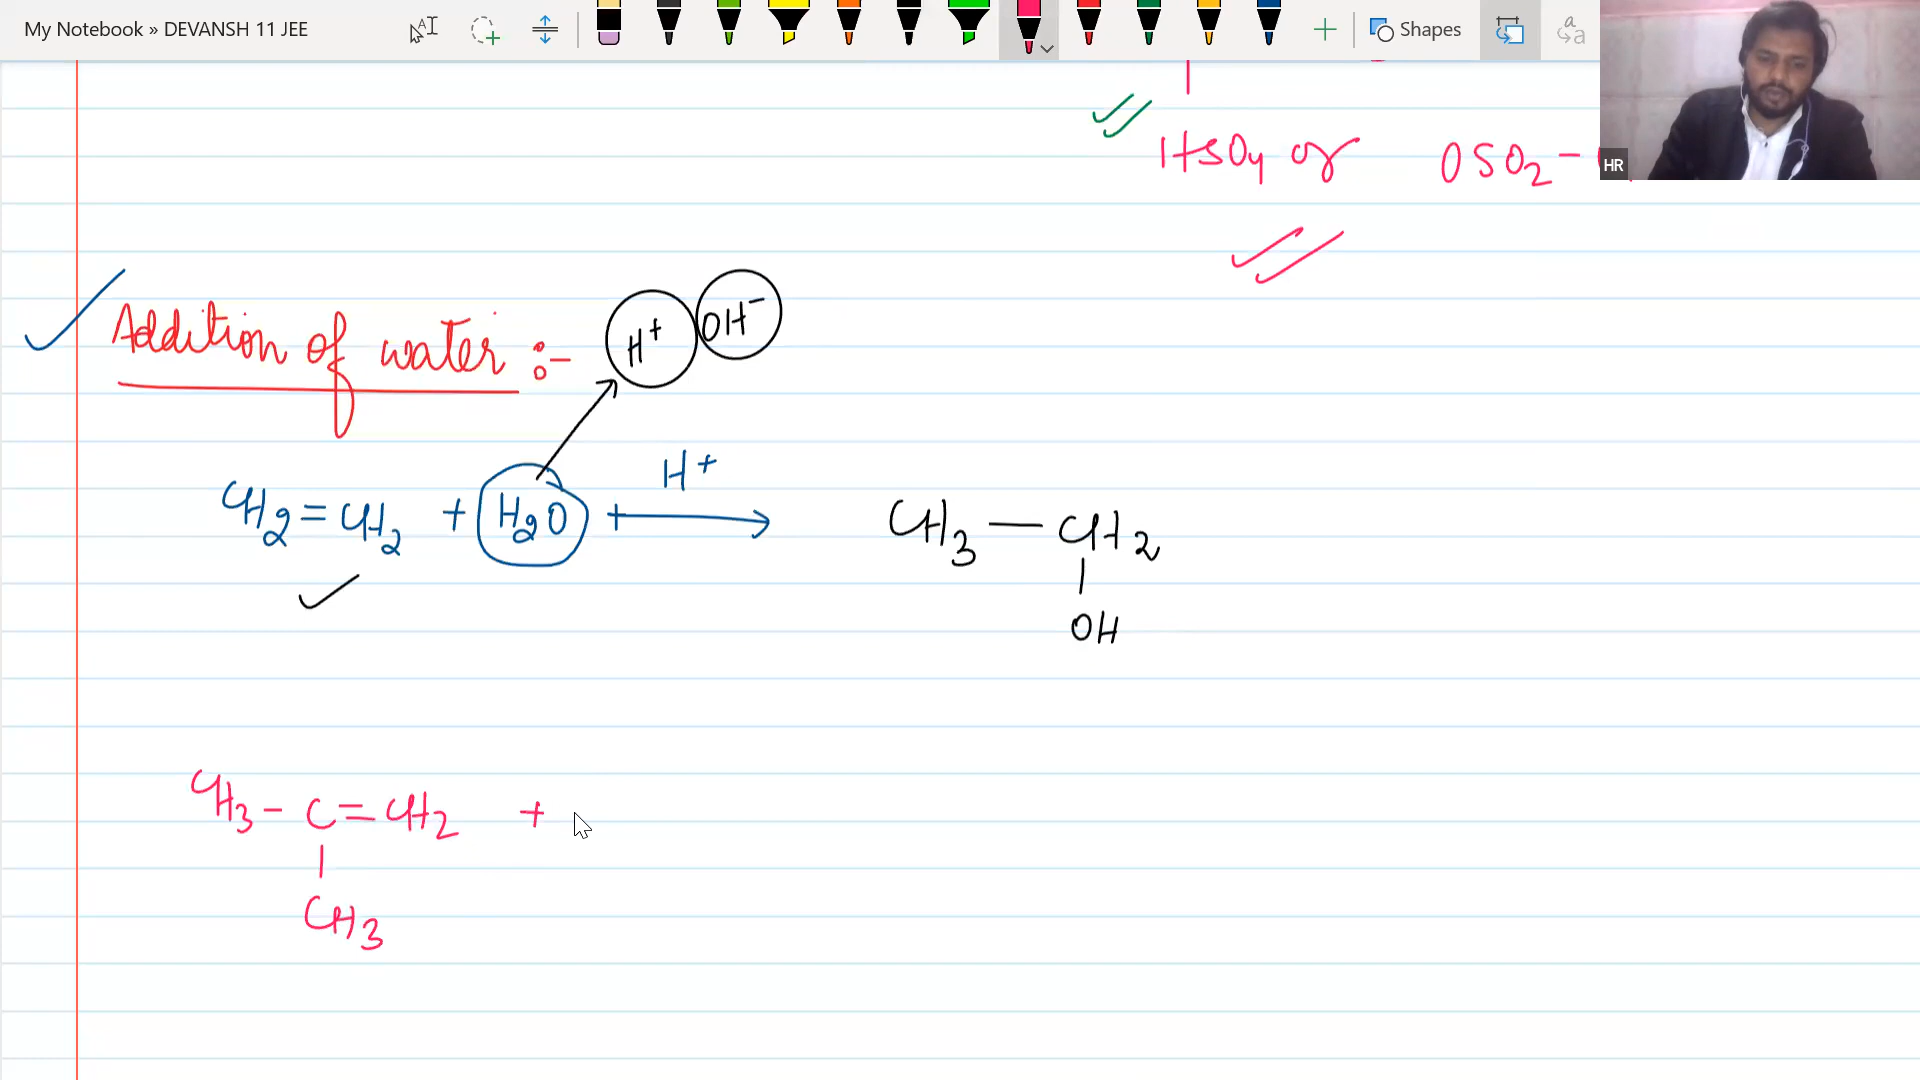 My Notebook » DEVANSH 11 JEE
Shapes
HR
HSO4 or OSO2 -
Addition of water :- H+ OH-
CH2 = CH2 + H2O + H+ → CH3 — CH2
OH
CH3 - C = CH2 +
CH3